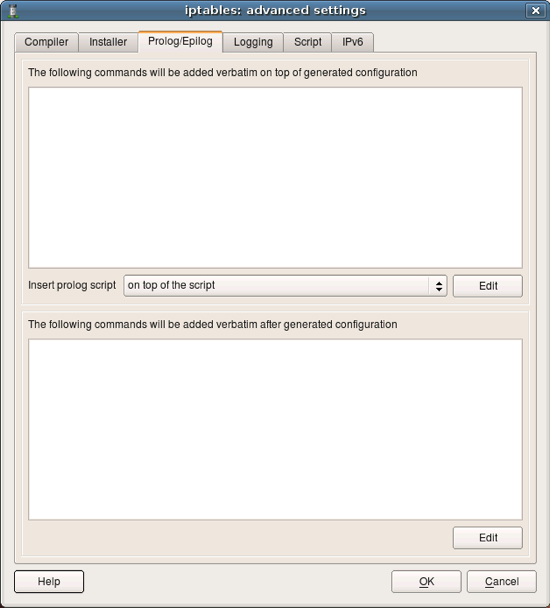 iptables: advanced settings
Compiler Installer Prolog/Epilog Logging Script IPv6
The following commands will be added verbatim on top of generated configuration
Insert prolog script on top of the script Edit
The following commands will be added verbatim after generated configuration
Edit
Help OK Cancel